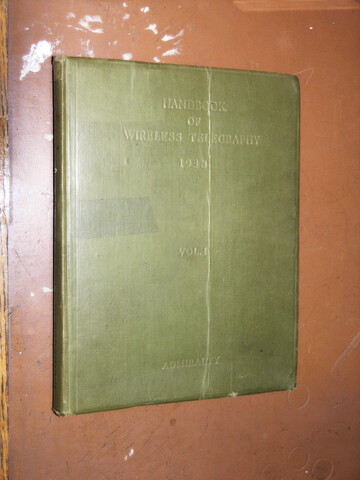 HANDBOOK
OF
WIRELESS TELEGRAPHY
VOL. I
ADMIRALTY